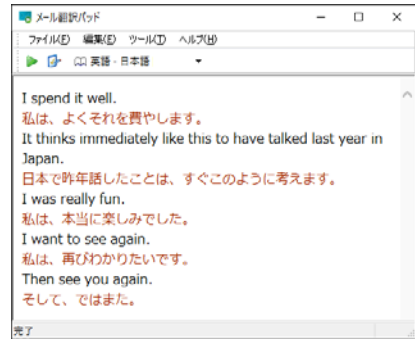 メール翻訳パッド
ファイル(F) 編集(E) ツール(T) ヘルプ(H)
英語 - 日本語
I spend it well.
私は、よくそれを費やします。
It thinks immediately like this to have talked last year in
Japan.
日本で昨年話したことは、すぐこのように考えます。
I was really fun.
私は、本当に楽しみでした。
I want to see again.
私は、再びわかりたいです。
Then see you again.
そして、ではまた。
完了